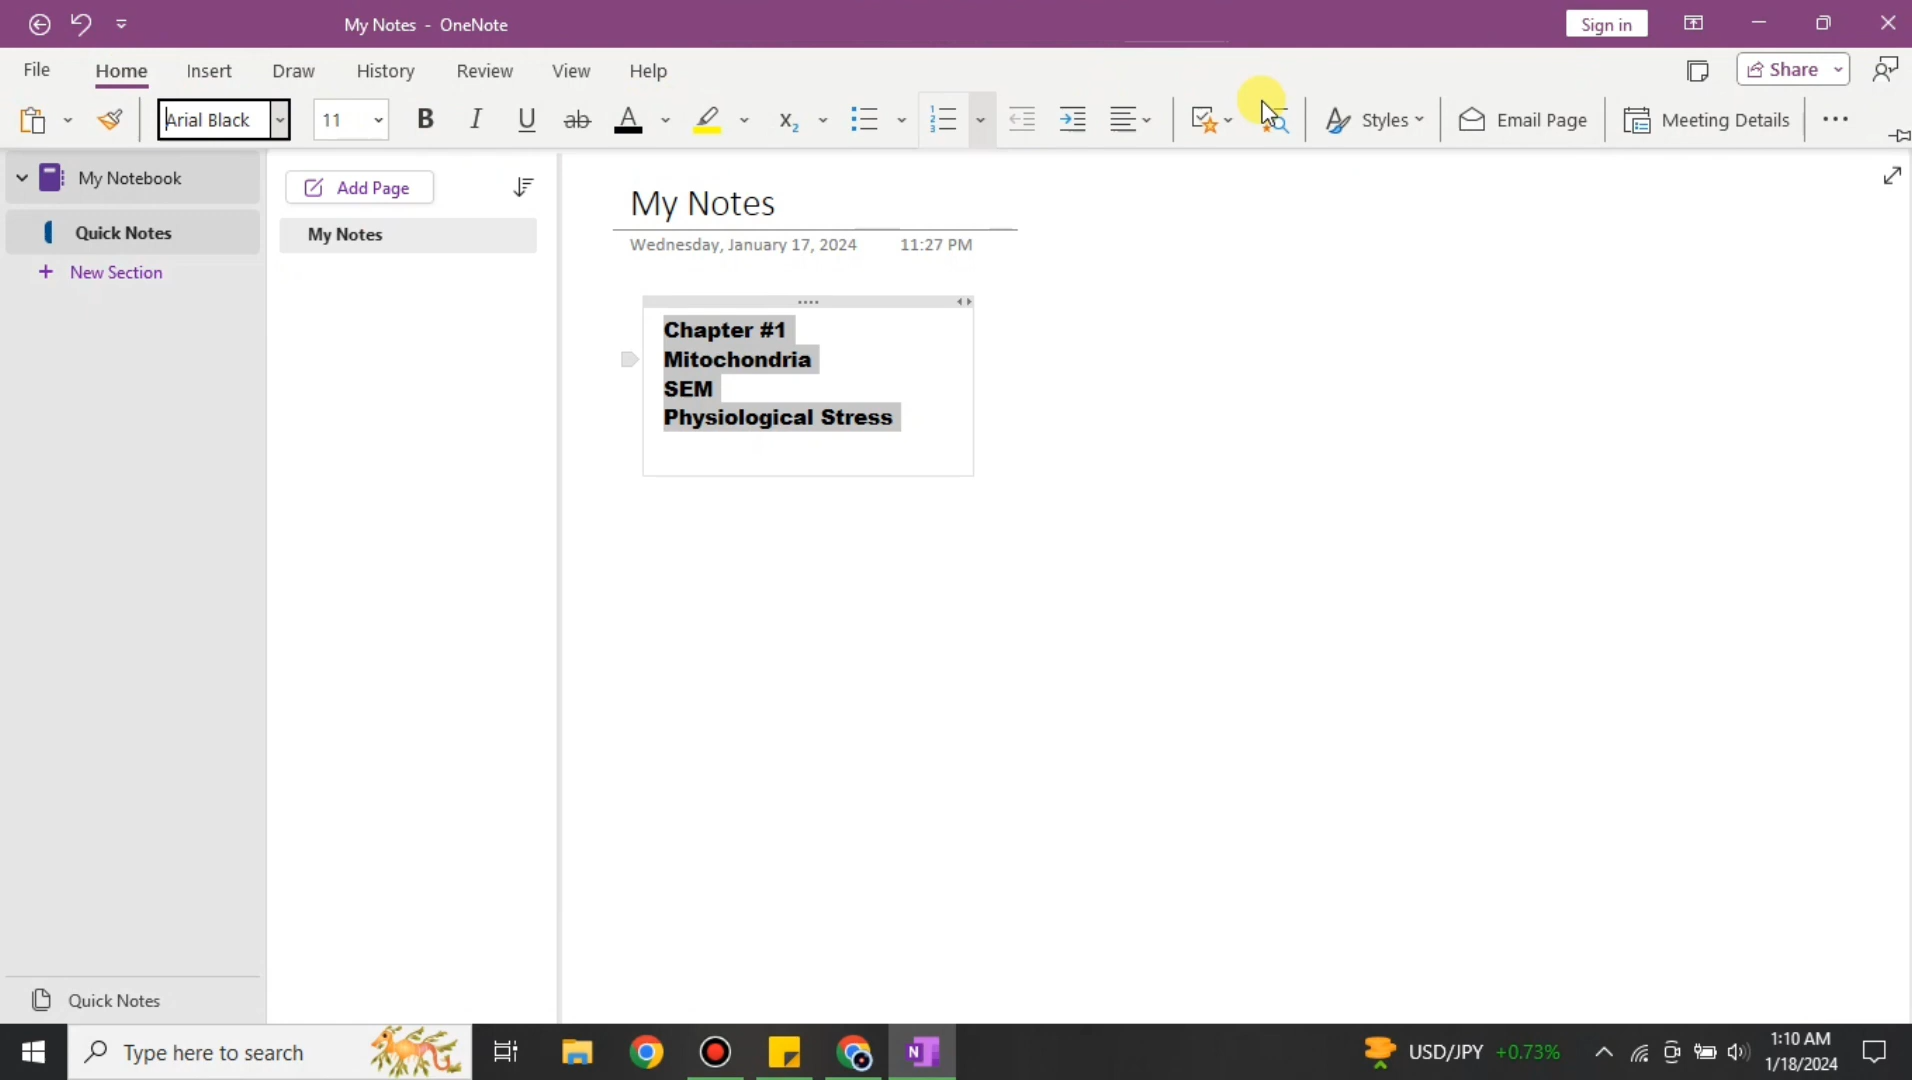 My Notes - OneNote
Sign in
File Home Insert Draw History Review View Help
Share
Arial Black 11 B I U ab A X2
Styles Email Page Meeting Details
My Notebook
Quick Notes
New Section
Add Page
My Notes
My Notes
Wednesday, January 17, 2024 11:27 PM
Chapter #1
Mitochondria
SEM
Physiological Stress
Quick Notes
Type here to search
N
USD/JPY +0.73%
1:10 AM
1/18/2024